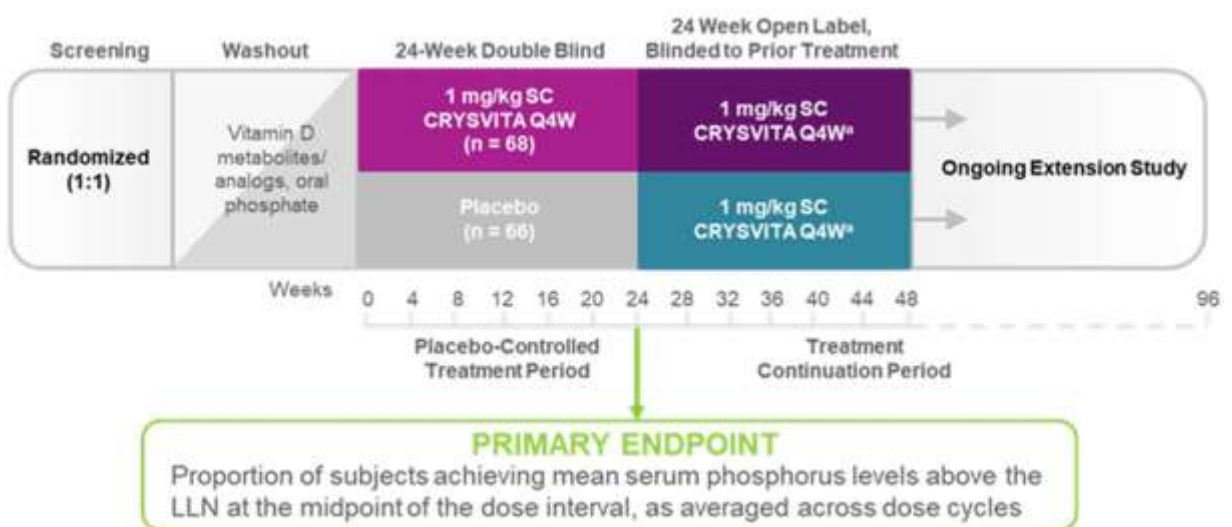 Screening
Washout
24-Week Double Blind
24 Week Open Label,
Blinded to Prior Treatment
Randomized
(1:1)
Vitamin D
metabolites/
analogs, oral
phosphate
1 mg/kg SC
CRYSVITA Q4W
(n = 68)
1 mg/kg SC
CRYSVITA Q4Wª
Placebo
(n = 66)
1 mg/kg SC
CRYSVITA Q4Wª
Ongoing Extension Study
Weeks 0 4 8 12 16 20 24 28 32 36 40 44 48 96
Placebo-Controlled
Treatment Period
Treatment
Continuation Period
PRIMARY ENDPOINT
Proportion of subjects achieving mean serum phosphorus levels above the
LLN at the midpoint of the dose interval, as averaged across dose cycles